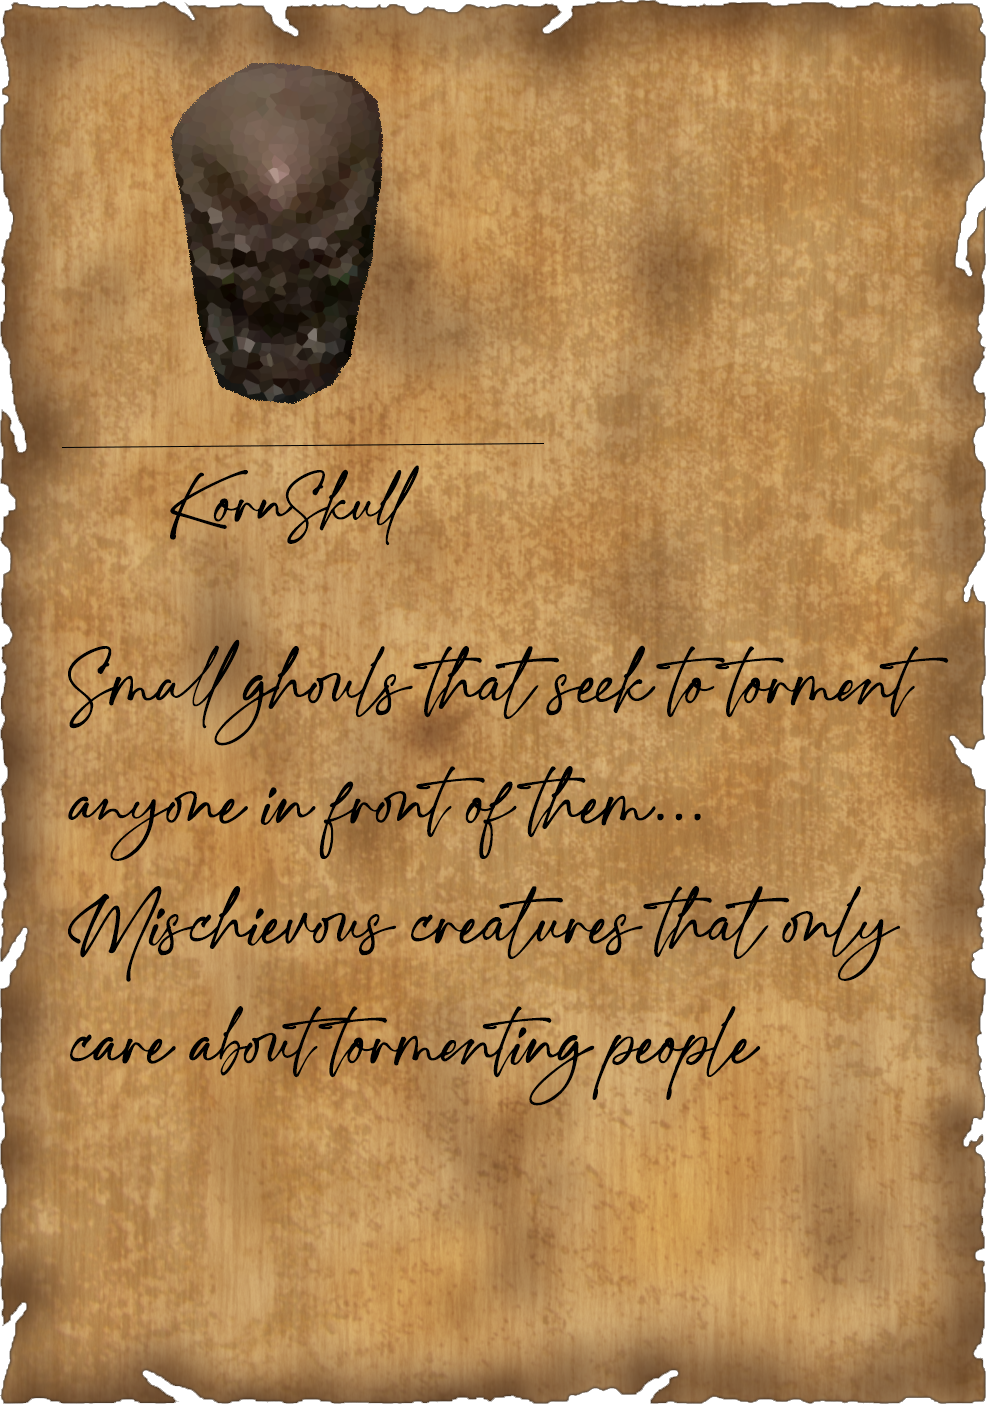 KornSkull
Small ghouls that seek to torment
anyone in front of them...
Mischievous creatures that only
care about tormenting people